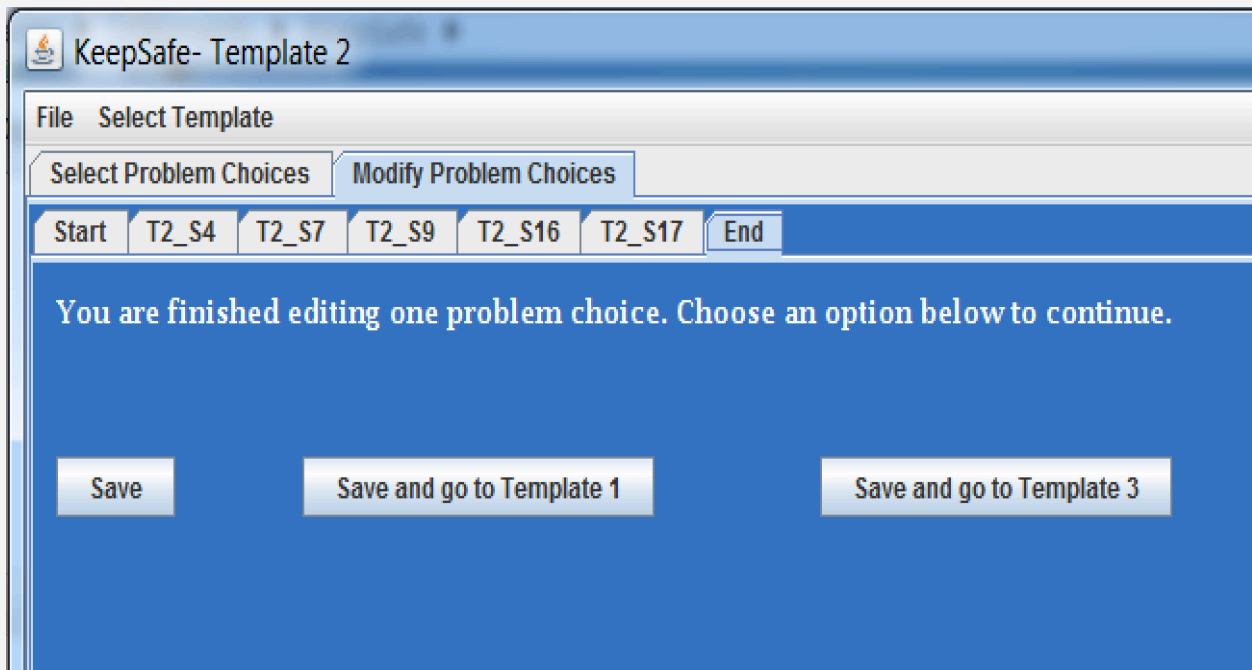 KeepSafe- Template 2
File Select Template
Select Problem Choices Modify Problem Choices
Start T2_S4 T2_S7 T2_S9 T2_S16 T2_S17 End
You are finished editing one problem choice. Choose an option below to continue.
Save Save and go to Template 1 Save and go to Template 3